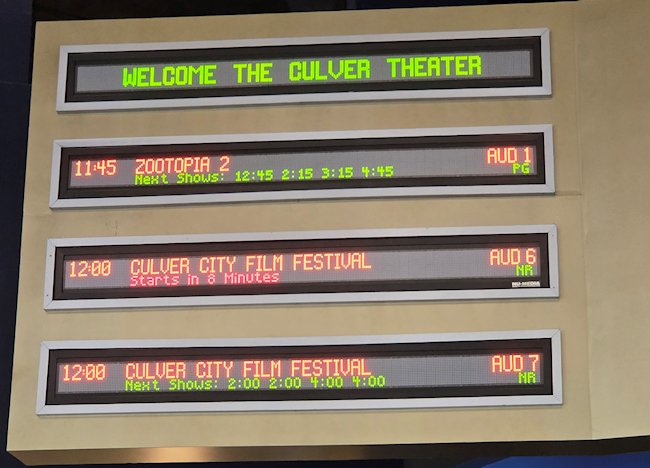 WELCOME THE CULVER THEATER
11:45 ZOOTOPIA 2 AUD 1
Next Shows: 12:45 2:15 3:15 4:45 PG
12:00 CULVER CITY FILM FESTIVAL AUD 6
Starts in 8 Minutes NR
12:00 CULVER CITY FILM FESTIVAL AUD 7
Next Shows: 2:00 2:00 4:00 4:00 NR